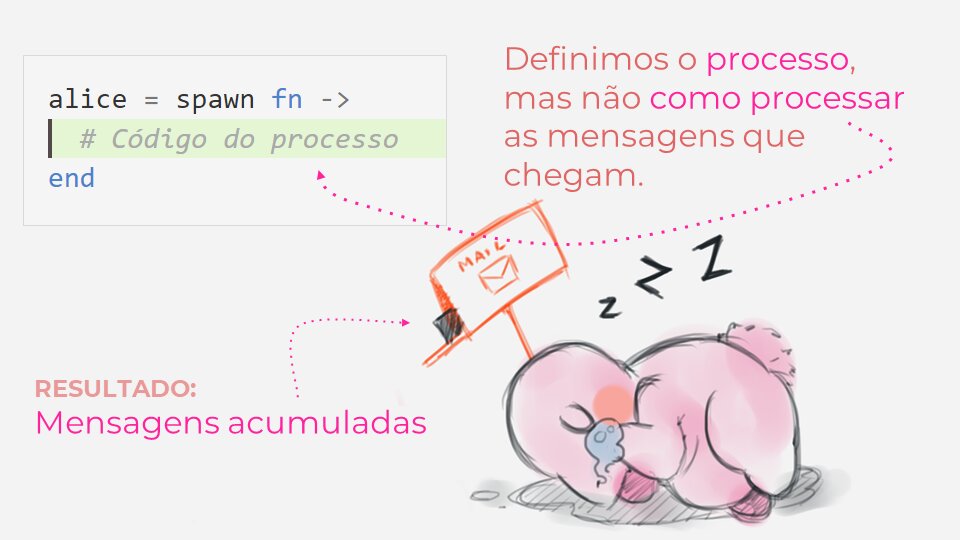 alice = spawn fn ->
# Código do processo
end
Definimos o processo,
mas não como processar
as mensagens que
chegam.
MAIL
z z z
RESULTADO:
Mensagens acumuladas